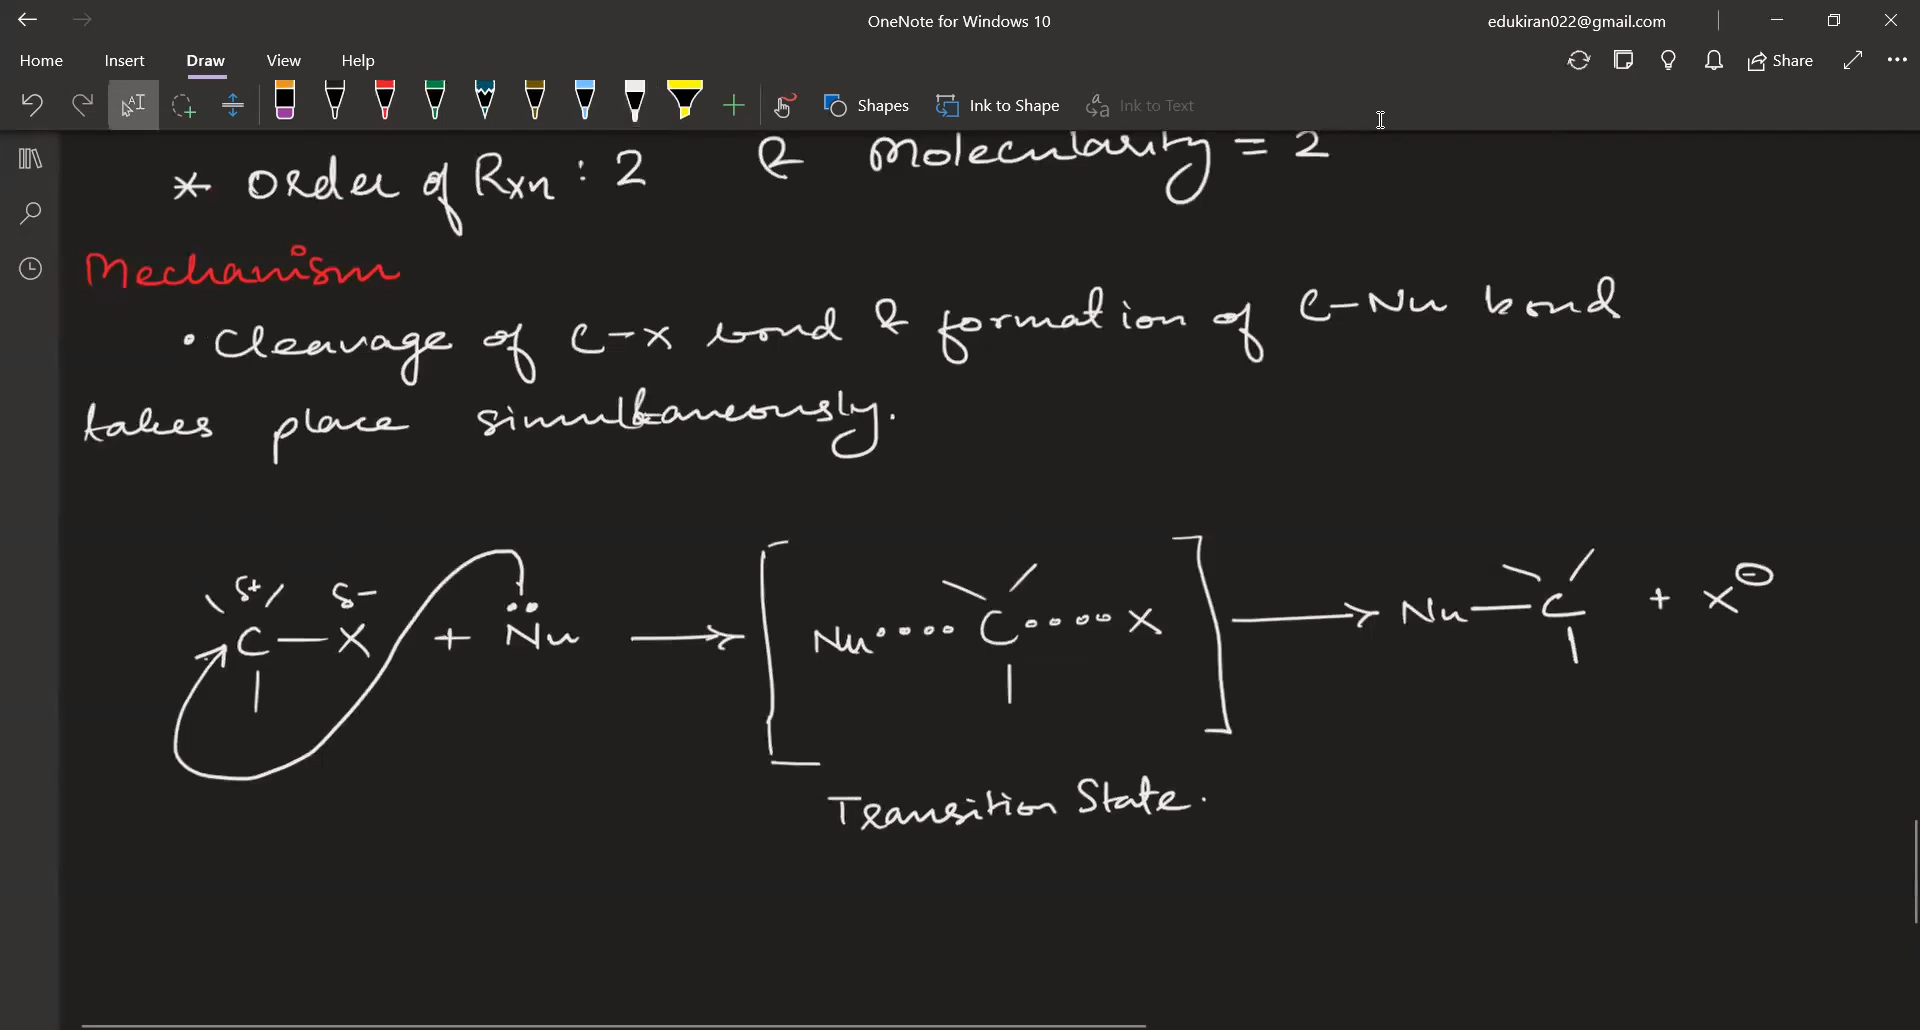 OneNote for Windows 10
edukiran022@gmail.com
Home Insert Draw View Help
Share
Shapes Ink to Shape Ink to Text
* Order of Rxn : 2 & Molecularity = 2
Mechanism
• Cleavage of C-X bond & formation of C-Nu bond
takes place simultaneously.
δ+ δ-
C — X + Nu → [ Nu•••• C •••• X ] → Nu — C + X⊖
Transition State.